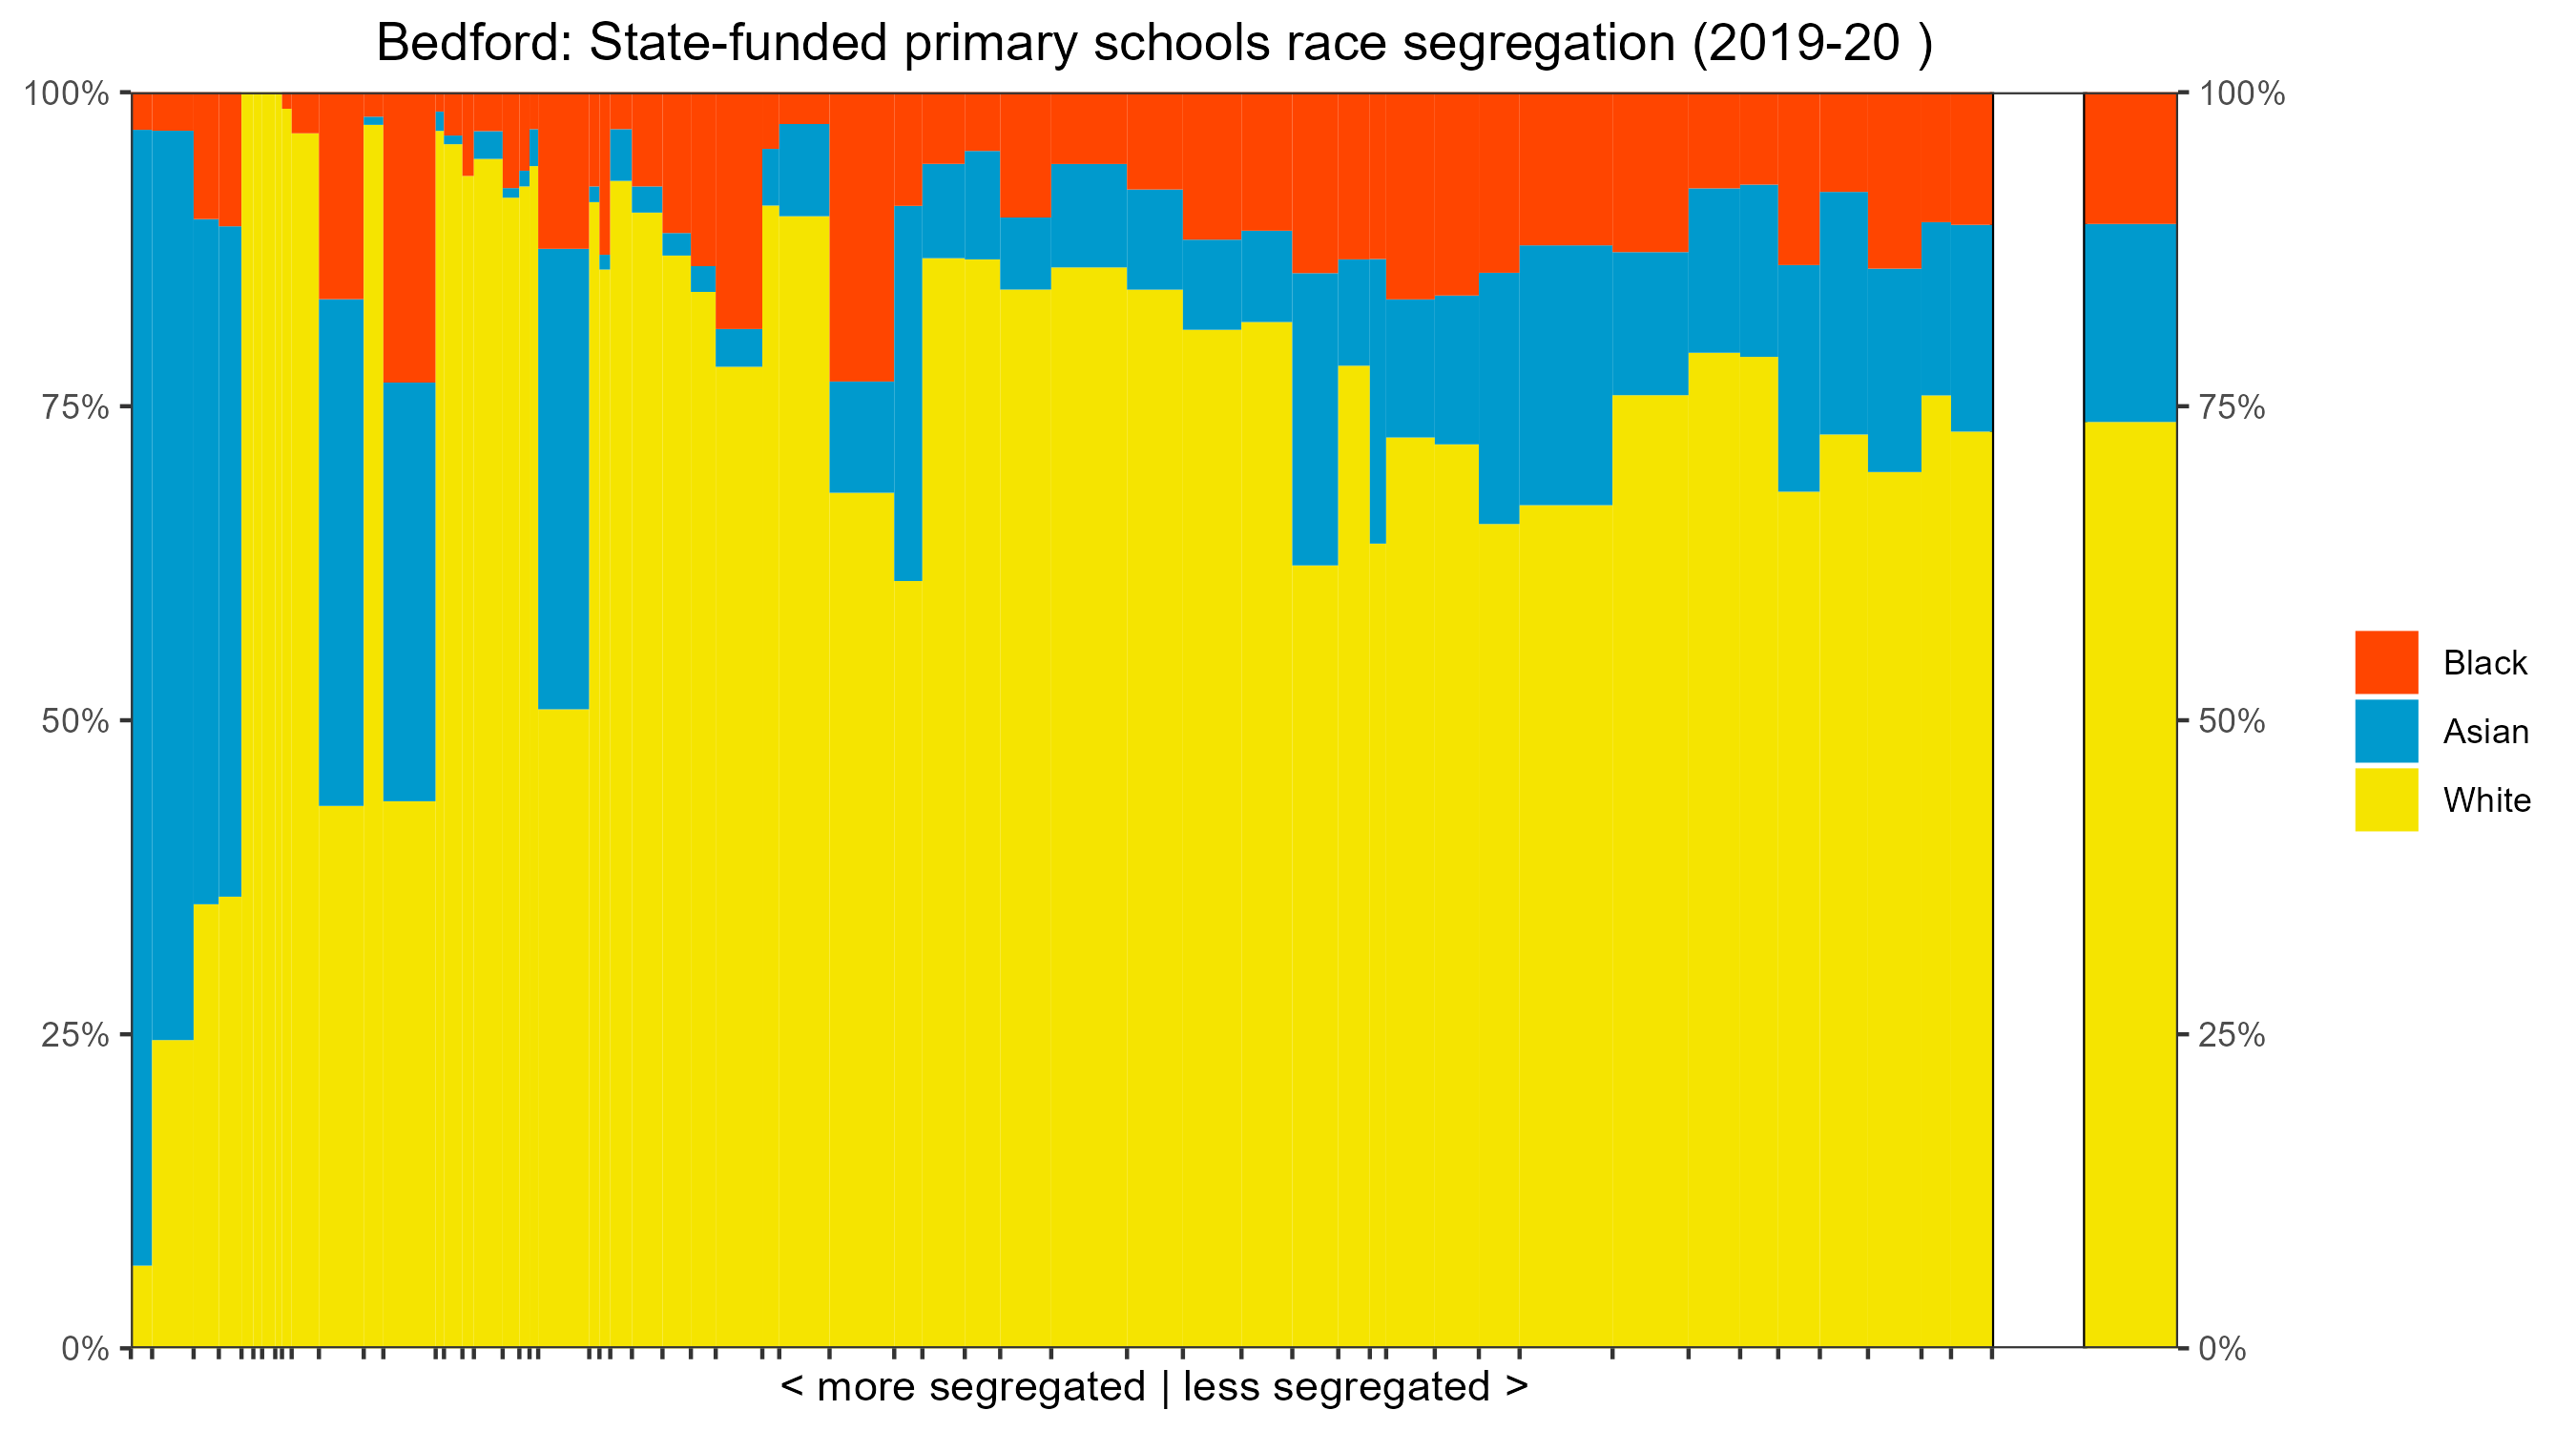 Bedford: State-funded primary schools race segregation (2019-20 )
100%
75%
50%
25%
0%
100%
75%
50%
25%
0%
Black
Asian
White
< more segregated | less segregated >